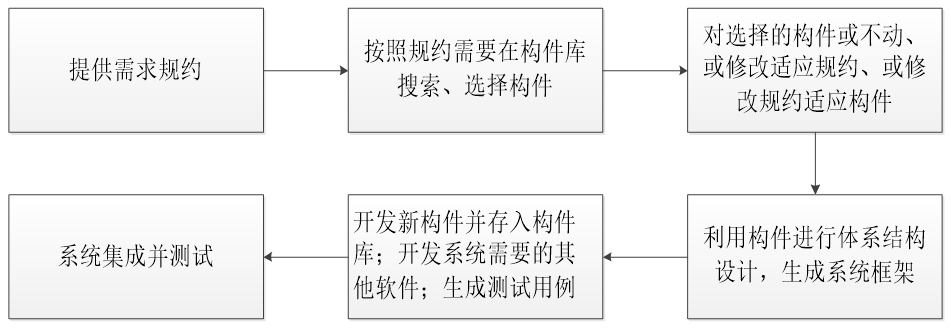 提供需求规约
按照规约需要在构件库
搜索、选择构件
对选择的构件或不动、
或修改适应规约、或修
改规约适应构件
利用构件进行体系结构
设计，生成系统框架
开发新构件并存入构件
库；开发系统需要的其
他软件；生成测试用例
系统集成并测试